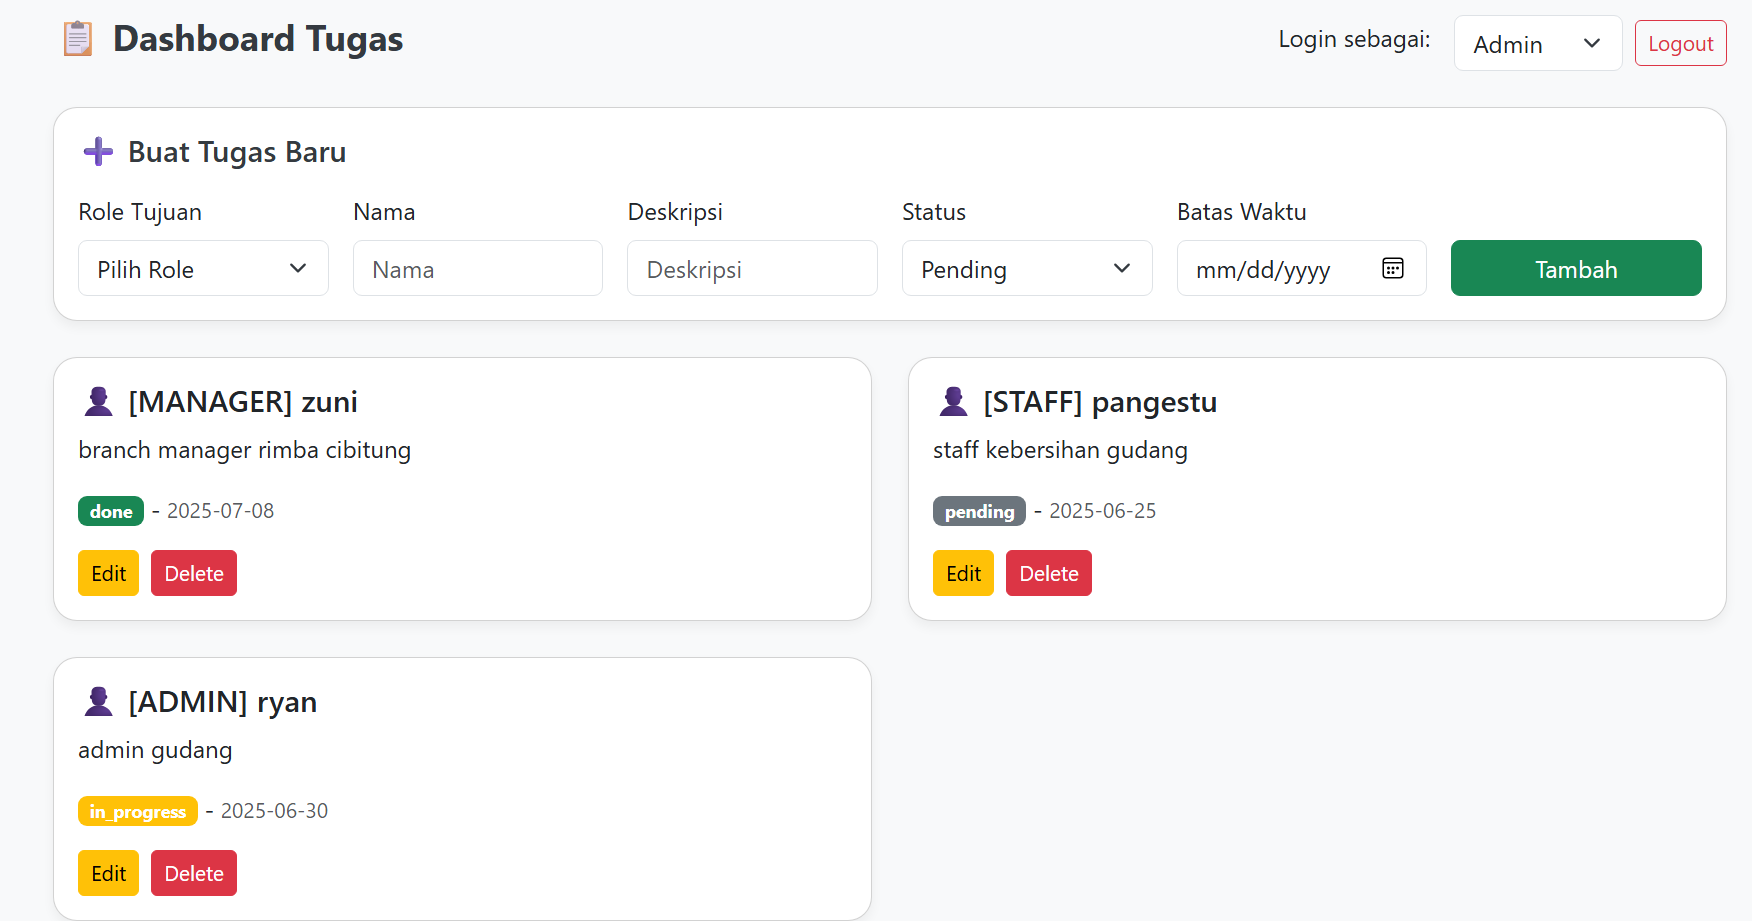 Dashboard Tugas
Login sebagai: Admin Logout
Buat Tugas Baru
Role Tujuan Nama Deskripsi Status Batas Waktu
Pilih Role Nama Deskripsi Pending mm/dd/yyyy Tambah
[MANAGER] zuni
branch manager rimba cibitung
done - 2025-07-08
Edit Delete
[STAFF] pangestu
staff kebersihan gudang
pending - 2025-06-25
Edit Delete
[ADMIN] ryan
admin gudang
in_progress - 2025-06-30
Edit Delete